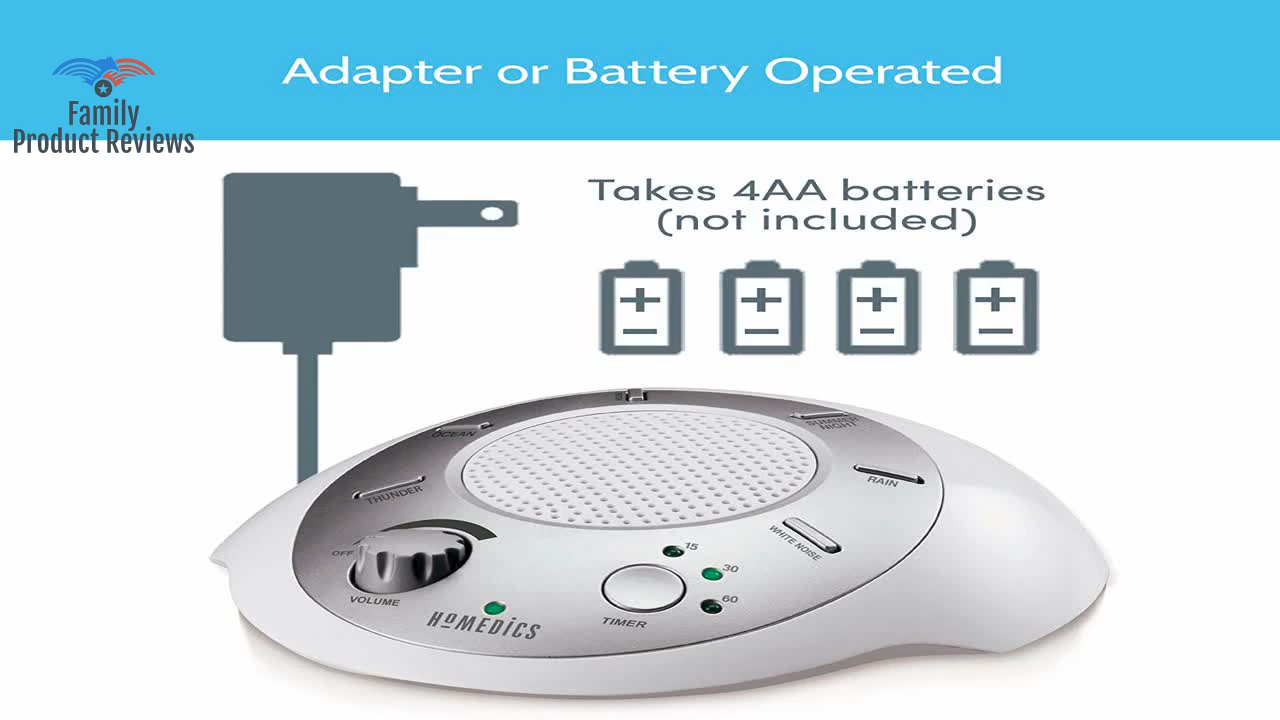 Adapter or Battery Operated
Family
Product Reviews
Takes 4AA batteries
(not included)
OCEAN
SUMMER
NIGHT
THUNDER
RAIN
WHITE NOISE
OFF
VOLUME
15
30
60
TIMER
HOMEDICS